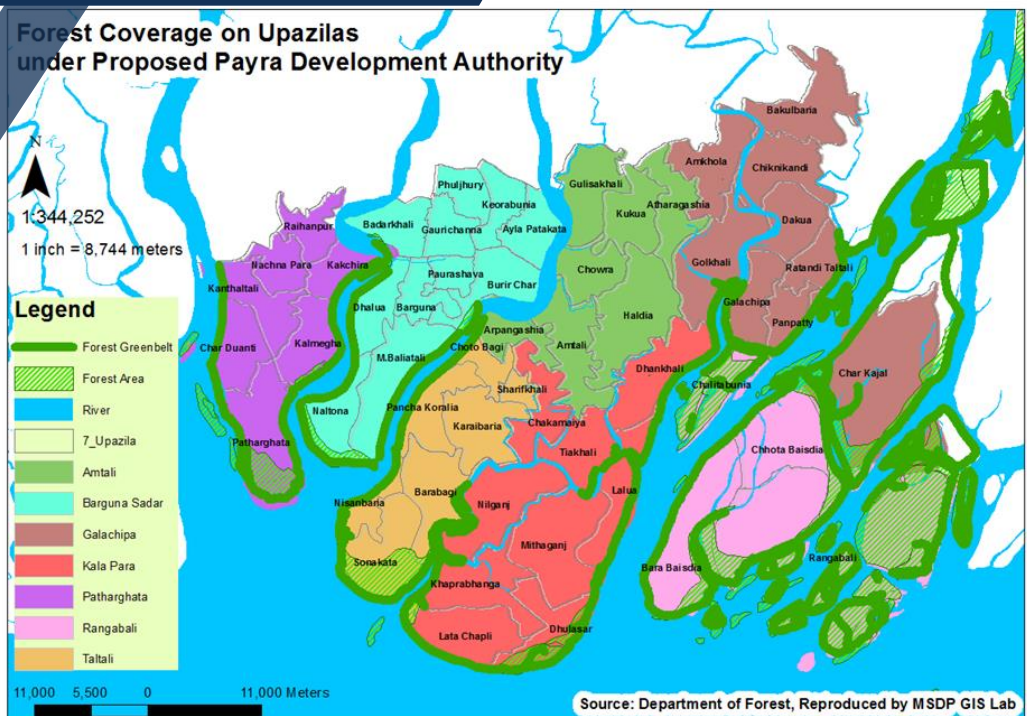 Forest Coverage on Upazilas
under Proposed Payra Development Authority
N
1:344,252
1 inch = 8,744 meters
Legend
Forest Greenbelt
Forest Area
River
7_Upazila
Amtali
Barguna Sadar
Galachipa
Kala Para
Patharghata
Rangabali
Taltali
11,000 5,500 0 11,000 Meters
Bakulbaria
Amkhola
Chiknikandi
Phuljhury
Gulisakhali
Keorabunia
Atharagashia
Kukua
Dakua
Raihanpur
Badarkhali
Gaurichanna
Ayla Patakata
Nachna Para
Kakchira
Golkhali
Ratandi Taltali
Chowra
Paurashava
Kanthaltali
Burir Char
Galachipa
Dhalua
Barguna
Haldia
Panpatty
Arpangashia
Char Duanti
Kalmegha
Choto Bagi
Amtali
M.Baliatali
Dhankhali
Char Kajal
Chalitabunia
Sharifkhali
Naltona
Pancha Koralia
Karaibaria
Chakamaiya
Patharghata
Tiakhali
Chhota Baisdia
Barabagi
Lalua
Nisanbaria
Nilganj
Mithaganj
Rangabali
Sonakata
Bara Baisdia
Khaprabhanga
Dhulasar
Lata Chapli
Source: Department of Forest, Reproduced by MSDP GIS Lab